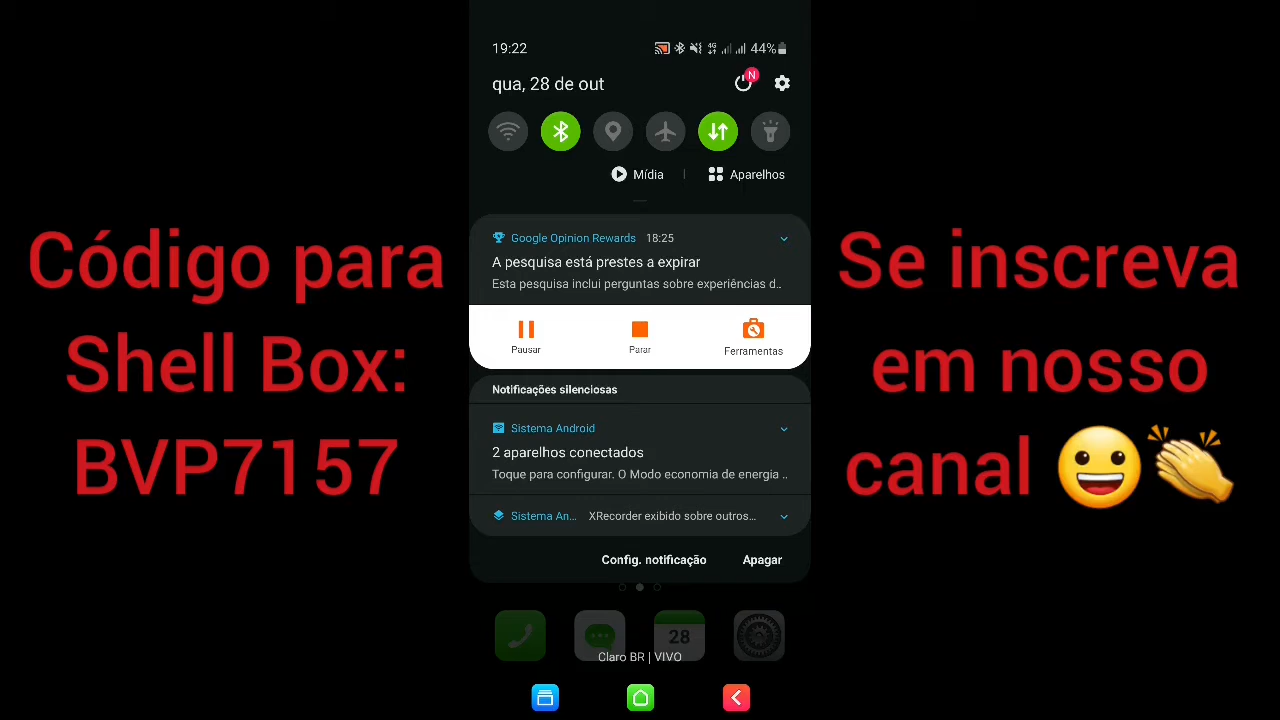 Código para
Shell Box:
BVP7157
19:22
4G
44%
qua, 28 de out
N
Mídia | Aparelhos
Google Opinion Rewards 18:25
A pesquisa está prestes a expirar
Esta pesquisa inclui perguntas sobre experiências d..
Pausar
Parar
Ferramentas
Notificações silenciosas
Sistema Android
2 aparelhos conectados
Toque para configurar. O Modo economia de energia ..
Sistema An... XRecorder exibido sobre outros...
Config. notificação Apagar
28
Claro BR | VIVO
Se inscreva
em nosso
canal 😀👏